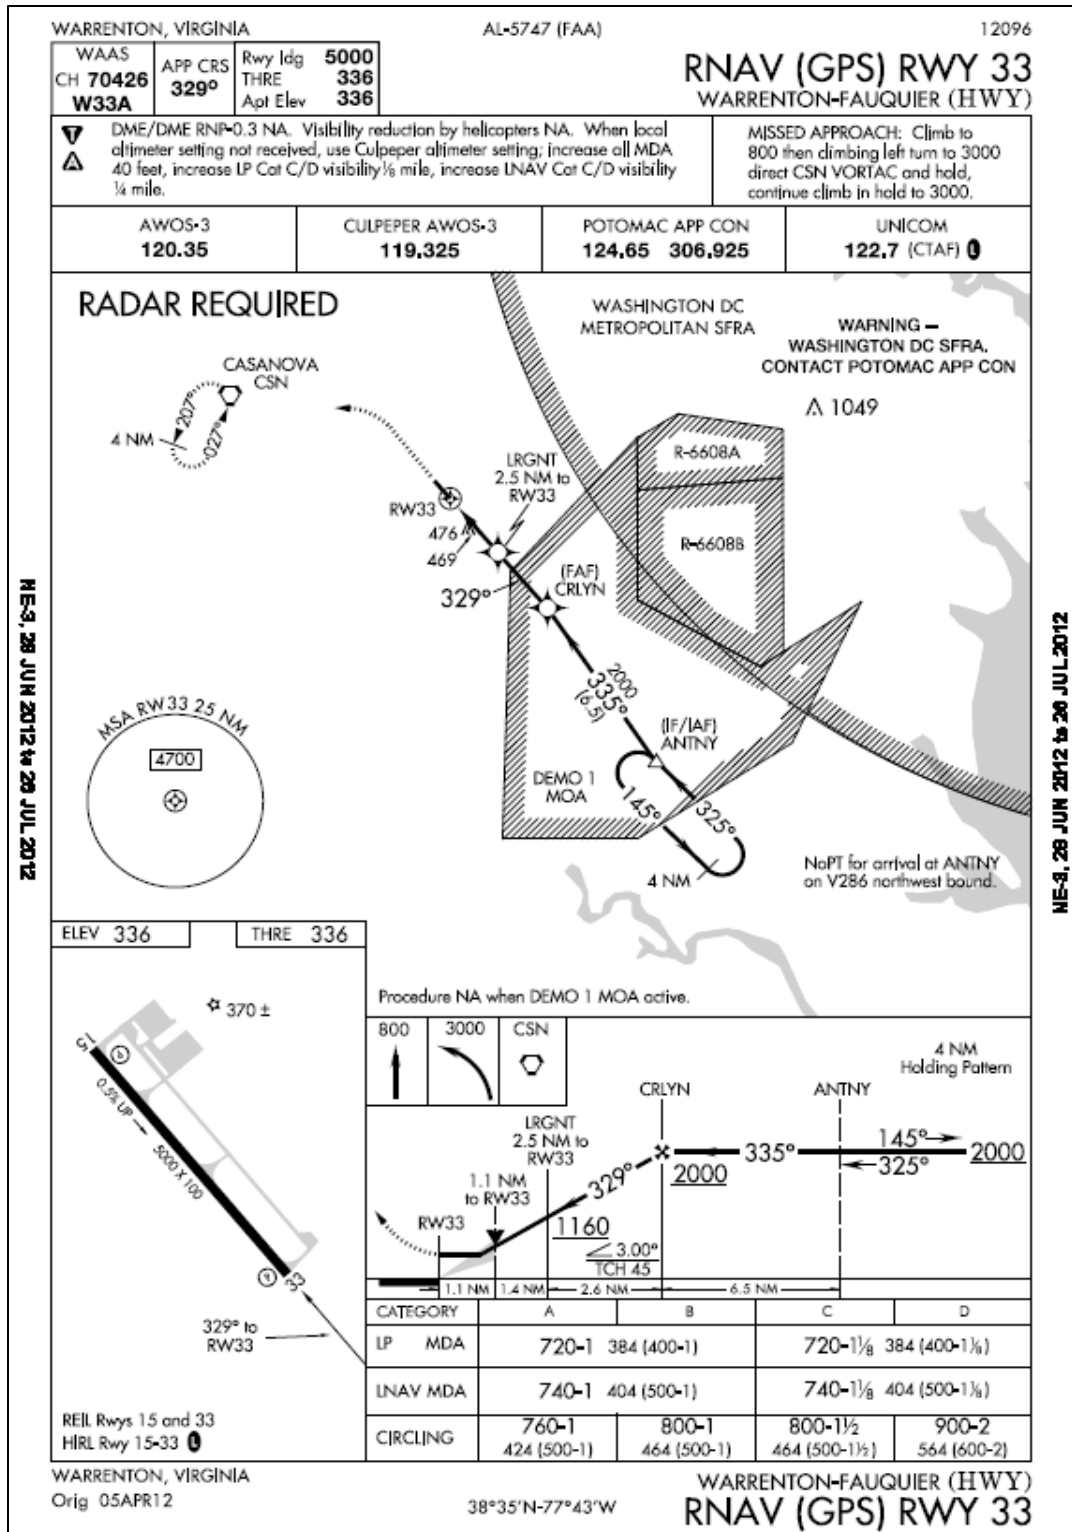 WARRENTON, VIRGINIA
AL-5747 (FAA)
12096
WAAS
CH 70426
W33A
APP CRS
329°
Rwy ldg 5000
THRE 336
Apt Elev 336
RNAV (GPS) RWY 33
WARRENTON-FAUQUIER (HWY)
T
A
DME/DME RNP-0.3 NA. Visibility reduction by helicopters NA. When local
altimeter setting not received, use Culpeper altimeter setting; increase all MDA
40 feet, increase LP Cat C/D visibility ⅛ mile, increase LNAV Cat C/D visibility
¼ mile.
MISSED APPROACH: Climb to
800 then climbing left turn to 3000
direct CSN VORTAC and hold,
continue climb in hold to 3000.
AWOS-3
120.35
CULPEPER AWOS-3
119.325
POTOMAC APP CON
124.65 306.925
UNICOM
122.7 (CTAF) L
RADAR REQUIRED
WASHINGTON DC
METROPOLITAN SFRA
WARNING –
WASHINGTON DC SFRA.
CONTACT POTOMAC APP CON
1049
CASANOVA
CSN
207°
027°
4 NM
R-6608A
R-6608B
LRGNT
2.5 NM to
RW33
RW33
476
469
329°
(FAF)
CRLYN
2000
335°
(6.5)
(IF/IAF)
ANTNY
DEMO 1
MOA
145°
325°
4 NM
NoPT for arrival at ANTNY
on V286 northwest bound.
MSA RW33 25 NM
4700
NE-3, 28 JUN 2012 to 26 JUL 2012
NE-3, 28 JUN 2012 to 26 JUL 2012
ELEV 336
THRE 336
370 ±
15
0.5% UP
5000 X 100
33
329° to
RW33
REIL Rwys 15 and 33
HIRL Rwy 15-33 L
Procedure NA when DEMO 1 MOA active.
800
3000
CSN
4 NM
Holding Pattern
CRLYN
ANTNY
LRGNT
2.5 NM to
RW33
1.1 NM
to RW33
RW33
329°
335°
145°
325°
2000
2000
1160
3.00°
TCH 45
1.1 NM
1.4 NM
2.6 NM
6.5 NM
CATEGORY A B C D
LP MDA 720-1 384 (400-1) 720-1⅛ 384 (400-1⅛)
LNAV MDA 740-1 404 (500-1) 740-1⅛ 404 (500-1⅛)
CIRCLING 760-1 800-1 800-1½ 900-2
424 (500-1) 464 (500-1) 464 (500-1½) 564 (600-2)
WARRENTON, VIRGINIA
Orig 05APR12
38°35'N-77°43'W
WARRENTON-FAUQUIER (HWY)
RNAV (GPS) RWY 33